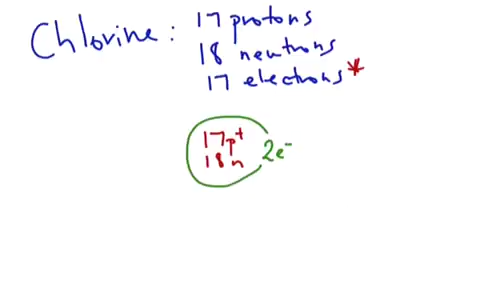 Chlorine: 17 protons
18 neutrons
17 electrons*
17p⁺
18n 2e⁻